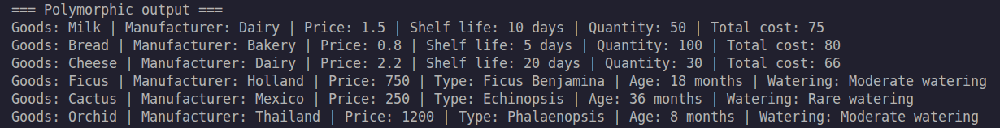 === Polymorphic output ===
Goods: Milk | Manufacturer: Dairy | Price: 1.5 | Shelf life: 10 days | Quantity: 50 | Total cost: 75
Goods: Bread | Manufacturer: Bakery | Price: 0.8 | Shelf life: 5 days | Quantity: 100 | Total cost: 80
Goods: Cheese | Manufacturer: Dairy | Price: 2.2 | Shelf life: 20 days | Quantity: 30 | Total cost: 66
Goods: Ficus | Manufacturer: Holland | Price: 750 | Type: Ficus Benjamina | Age: 18 months | Watering: Moderate watering
Goods: Cactus | Manufacturer: Mexico | Price: 250 | Type: Echinopsis | Age: 36 months | Watering: Rare watering
Goods: Orchid | Manufacturer: Thailand | Price: 1200 | Type: Phalaenopsis | Age: 8 months | Watering: Moderate watering